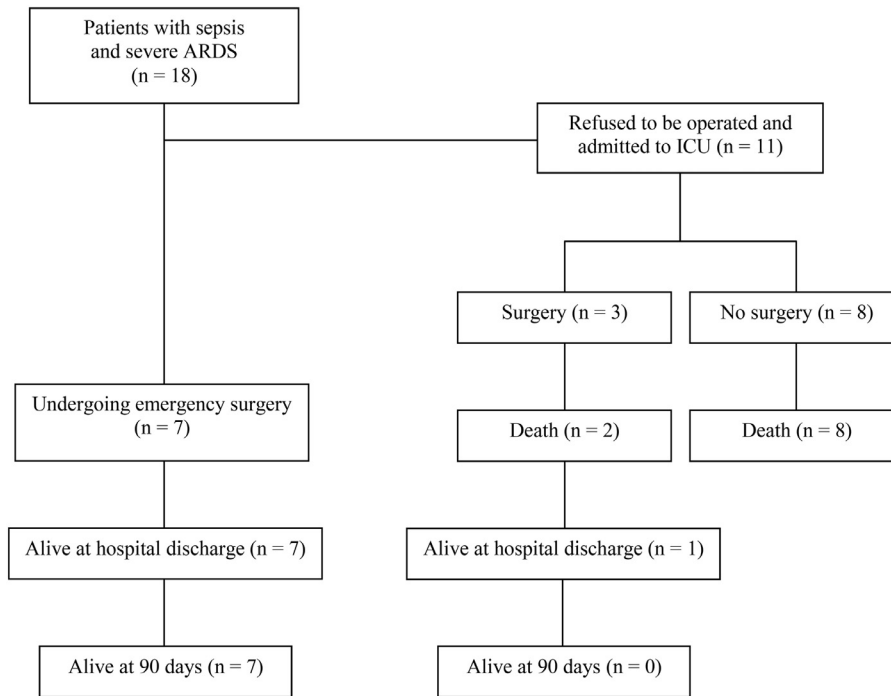 Patients with sepsis
and severe ARDS
(n = 18)
Refused to be operated and
admitted to ICU (n = 11)
Surgery (n = 3)
No surgery (n = 8)
Undergoing emergency surgery
(n = 7)
Death (n = 2)
Death (n = 8)
Alive at hospital discharge (n = 7)
Alive at hospital discharge (n = 1)
Alive at 90 days (n = 7)
Alive at 90 days (n = 0)